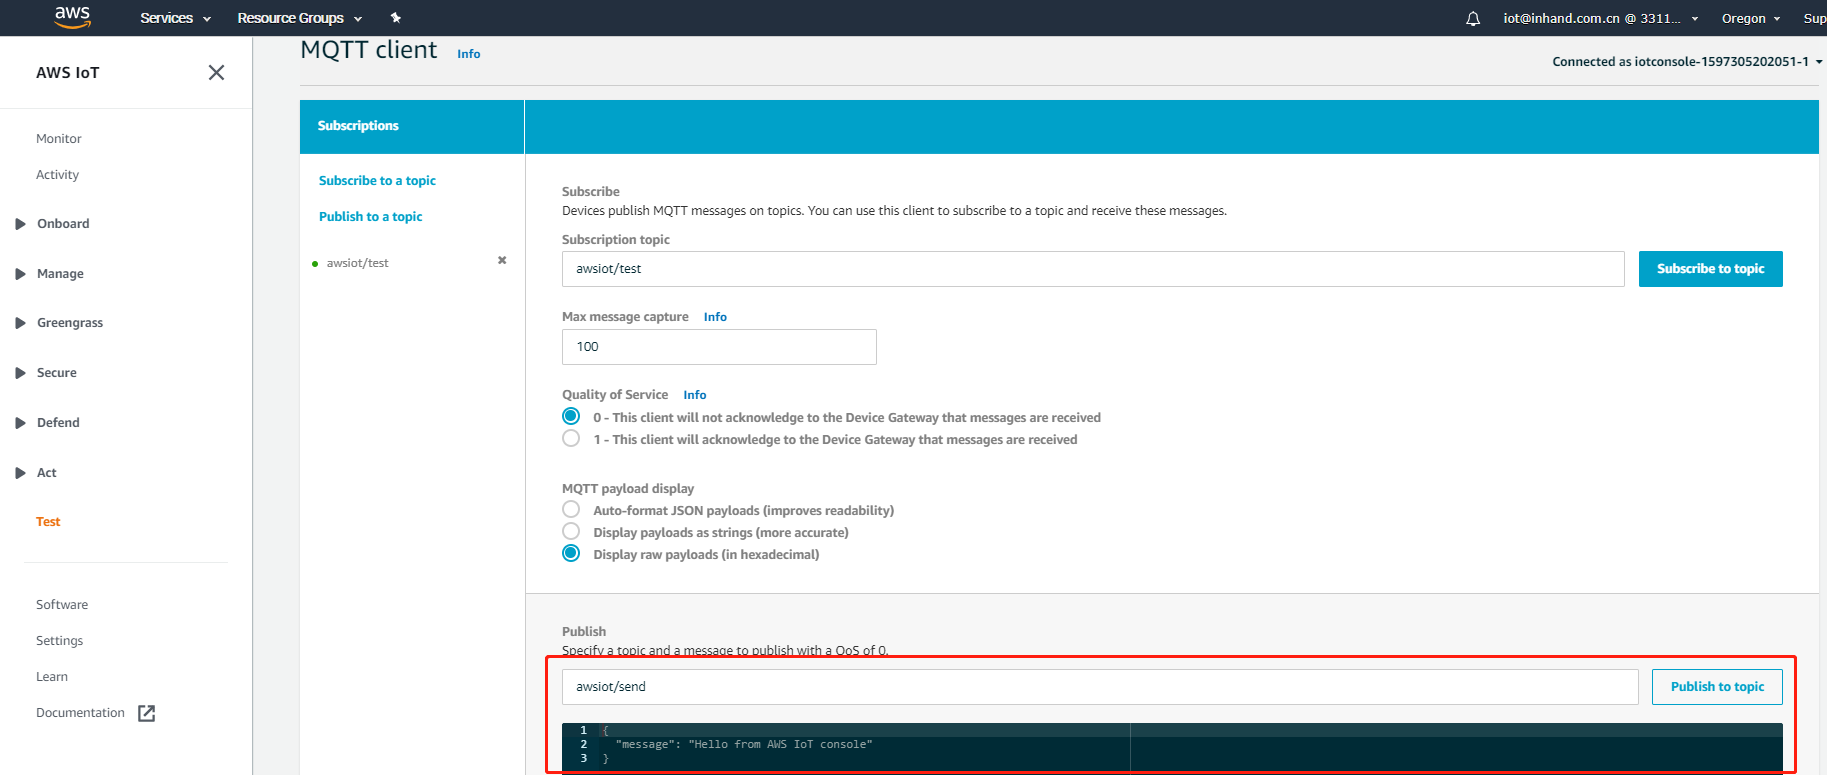 aws
Services
Resource Groups
iot@inhand.com.cn @ 3311...
Oregon
Sup
AWS IoT
Monitor
Activity
Onboard
Manage
Greengrass
Secure
Defend
Act
Test
Software
Settings
Learn
Documentation
MQTT client
Info
Connected as iotconsole-1597305202051-1
Subscriptions
Subscribe to a topic
Publish to a topic
awsiot/test
Subscribe
Devices publish MQTT messages on topics. You can use this client to subscribe to a topic and receive these messages.
Subscription topic
awsiot/test
Subscribe to topic
Max message capture Info
100
Quality of Service Info
0 - This client will not acknowledge to the Device Gateway that messages are received
1 - This client will acknowledge to the Device Gateway that messages are received
MQTT payload display
Auto-format JSON payloads (improves readability)
Display payloads as strings (more accurate)
Display raw payloads (in hexadecimal)
Publish
Specify a topic and a message to publish with a QoS of 0.
awsiot/send
Publish to topic
1 {
2 "message": "Hello from AWS IoT console"
3 }